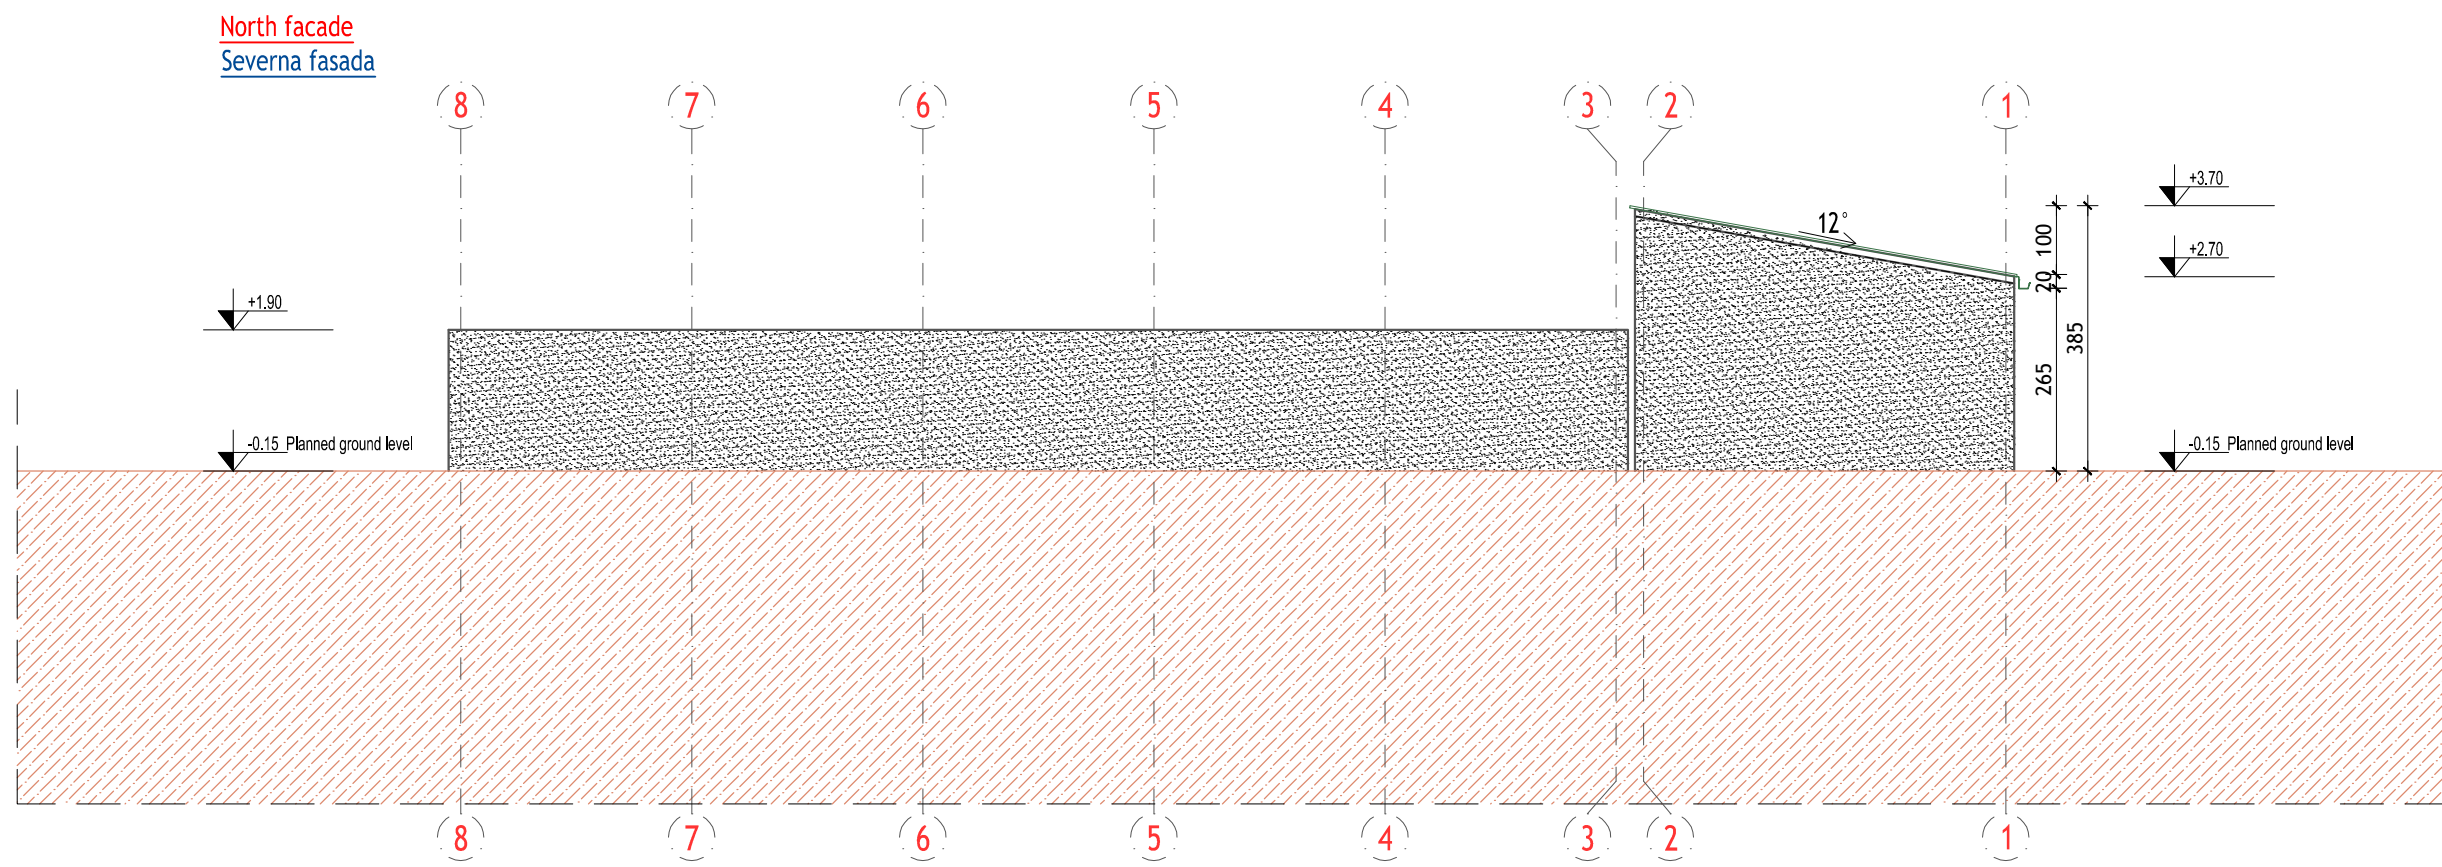 North facade
Severna fasada
8 7 6 5 4 3 2 1
+3.70
12°
100
+2.70
20
+1.90
385
265
-0.15 Planned ground level
-0.15 Planned ground level
8 7 6 5 4 3 2 1